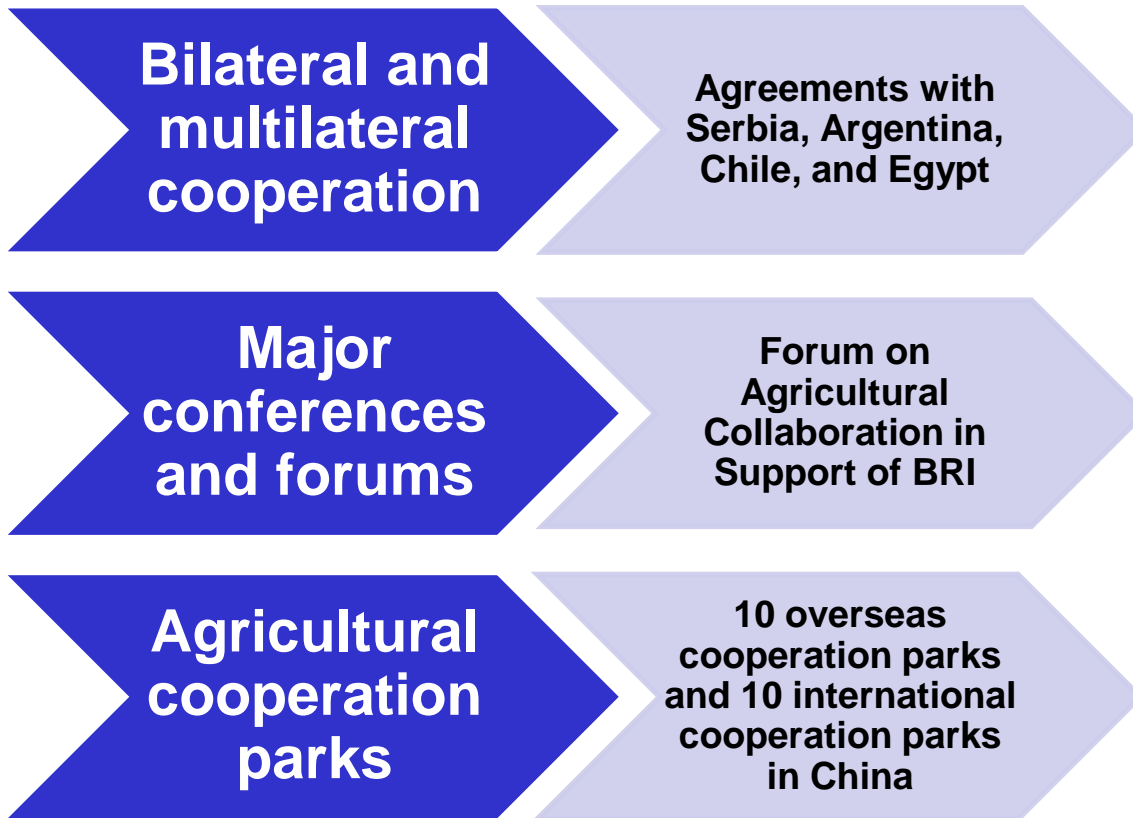 Bilateral and
multilateral
cooperation
Agreements with
Serbia, Argentina,
Chile, and Egypt
Major
conferences
and forums
Forum on
Agricultural
Collaboration in
Support of BRI
Agricultural
cooperation
parks
10 overseas
cooperation parks
and 10 international
cooperation parks
in China